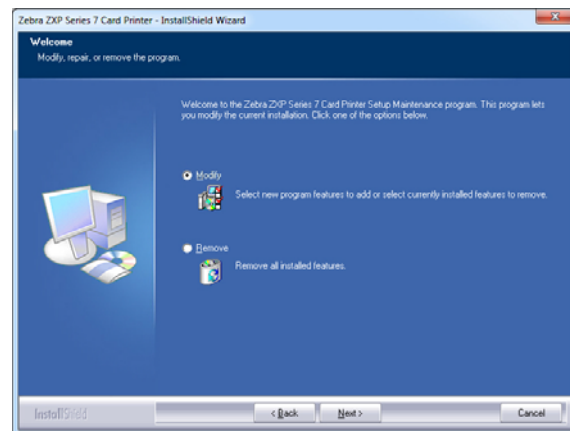 Zebra ZXP Series 7 Card Printer - InstallShield Wizard
Welcome
Modify, repair, or remove the program.
Welcome to the Zebra ZXP Series 7 Card Printer Setup Maintenance program. This program lets
you modify the current installation. Click one of the options below.
Modify
Select new program features to add or select currently installed features to remove.
Remove
Remove all installed features.
InstallShield
< Back
Next >
Cancel